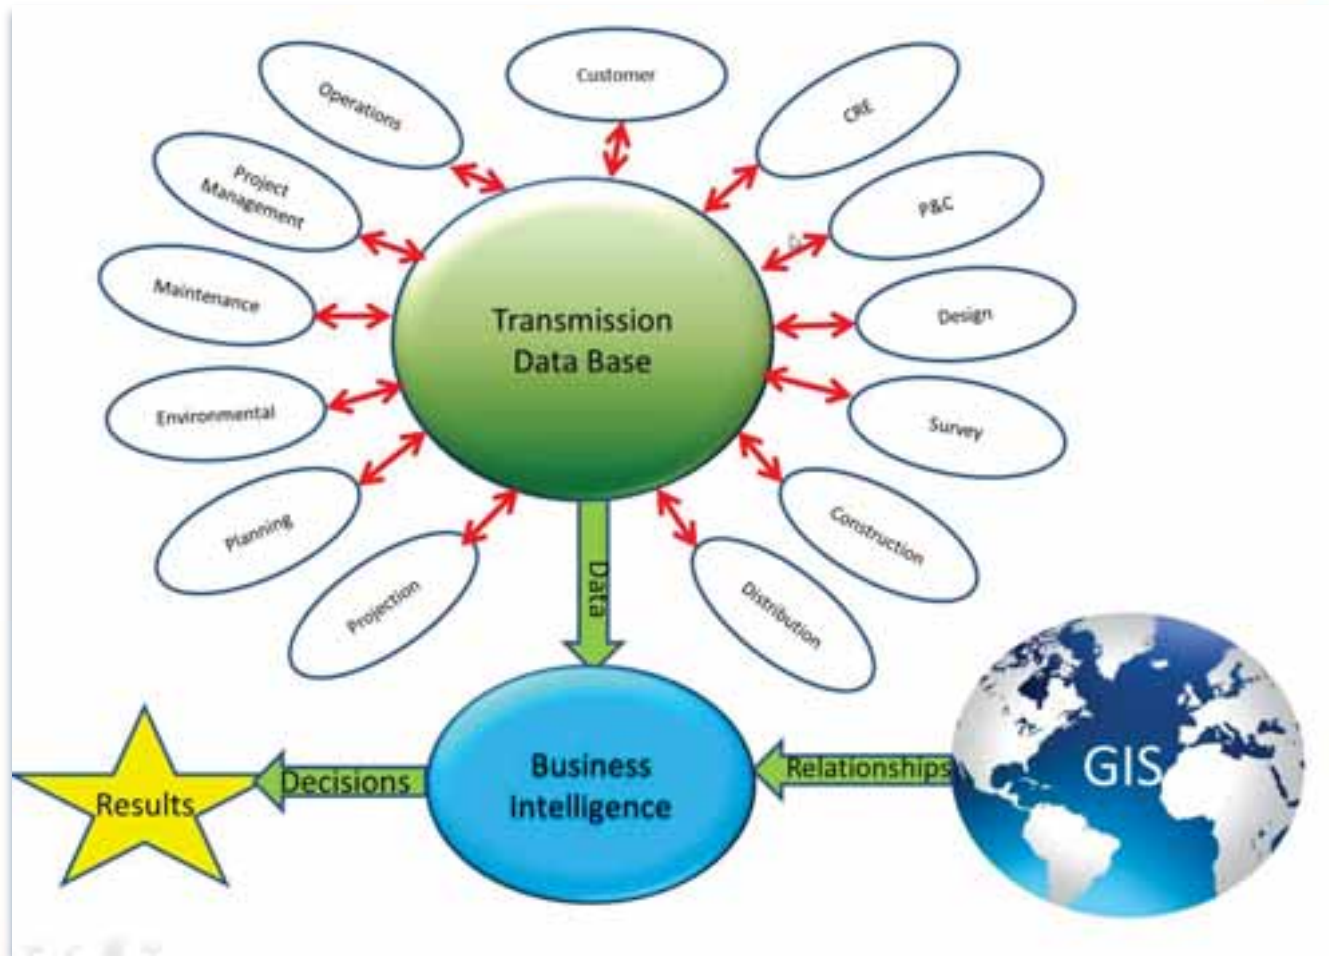 Customer
Operations
CRE
Project
Management
P&C
Maintenance
Design
Transmission
Data Base
Environmental
Survey
Planning
Construction
Projection
Distribution
Data
GIS
Relationships
Business
Intelligence
Decisions
Results